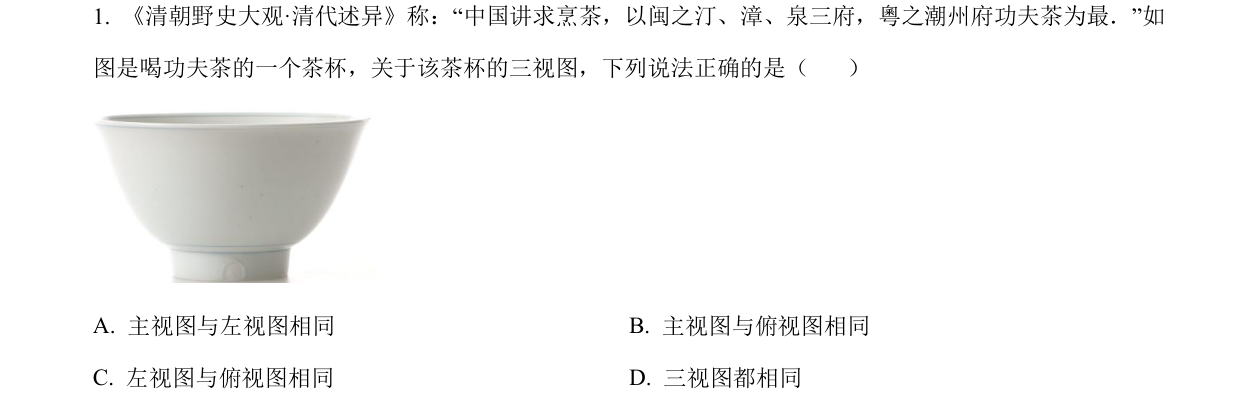 1. 《清朝野史大观·清代述异》称：“中国讲求烹茶，以闽之汀、漳、泉三府，粤之潮州府功夫茶为最．”如
图是喝功夫茶的一个茶杯，关于该茶杯的三视图，下列说法正确的是（　　）
A. 主视图与左视图相同
B. 主视图与俯视图相同
C. 左视图与俯视图相同
D. 三视图都相同